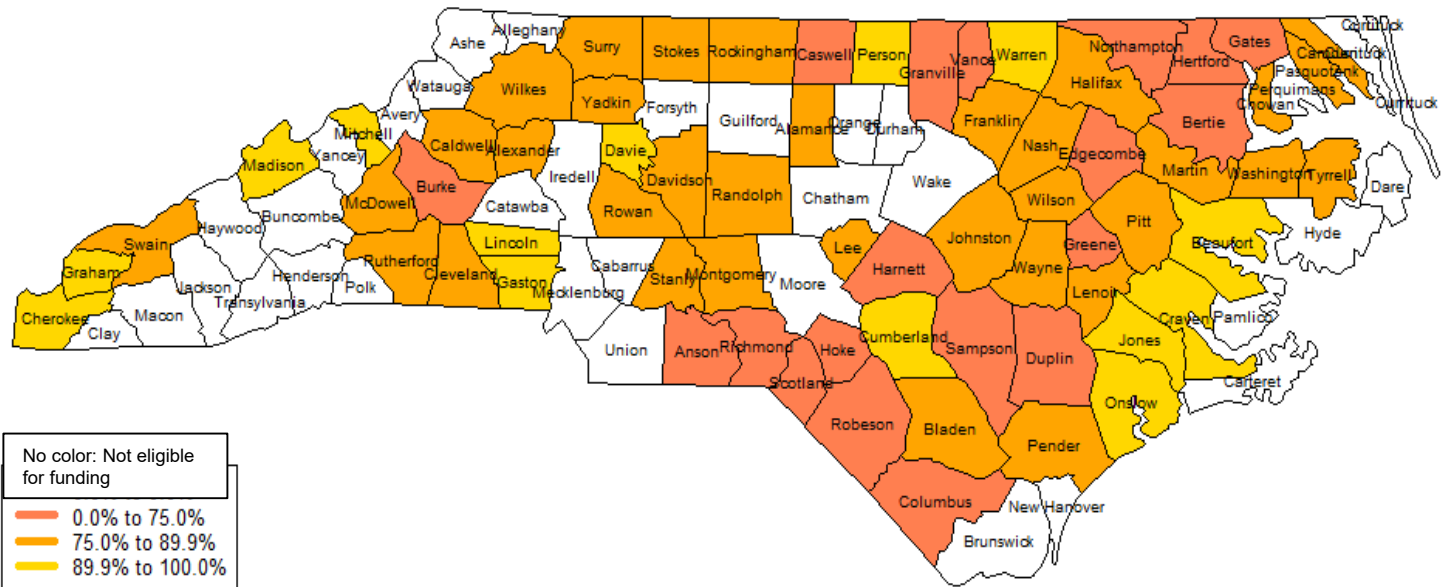 Ashe
Alleghany
Surry
Stokes
Rockingham
Caswell
Person
Granville
Vance
Warren
Northampton
Hertford
Gates
Camden
Currituck
Currituck
Pasquotank
Perquimans
Chowan
Currituck
Watauga
Wilkes
Yadkin
Forsyth
Guilford
Alamance
Orange
Durham
Franklin
Halifax
Bertie
Avery
Mitchell
Yancey
Madison
Caldwell
Alexander
Iredell
Davie
Davidson
Randolph
Chatham
Wake
Nash
Edgecombe
Martin
Washington
Tyrrell
Dare
Burke
McDowell
Catawba
Rowan
Wilson
Pitt
Beaufort
Hyde
Buncombe
Haywood
Swain
Graham
Cherokee
Clay
Macon
Jackson
Transylvania
Henderson
Polk
Rutherford
Cleveland
Lincoln
Gaston
Mecklenburg
Cabarrus
Stanly
Montgomery
Moore
Lee
Harnett
Johnston
Wayne
Greene
Lenoir
Craven
Pamlico
Jones
Carteret
Onslow
Union
Anson
Richmond
Scotland
Hoke
Cumberland
Sampson
Duplin
Robeson
Bladen
Pender
Columbus
New Hanover
Brunswick
No color: Not eligible
for funding
0.0% to 75.0%
75.0% to 89.9%
89.9% to 100.0%